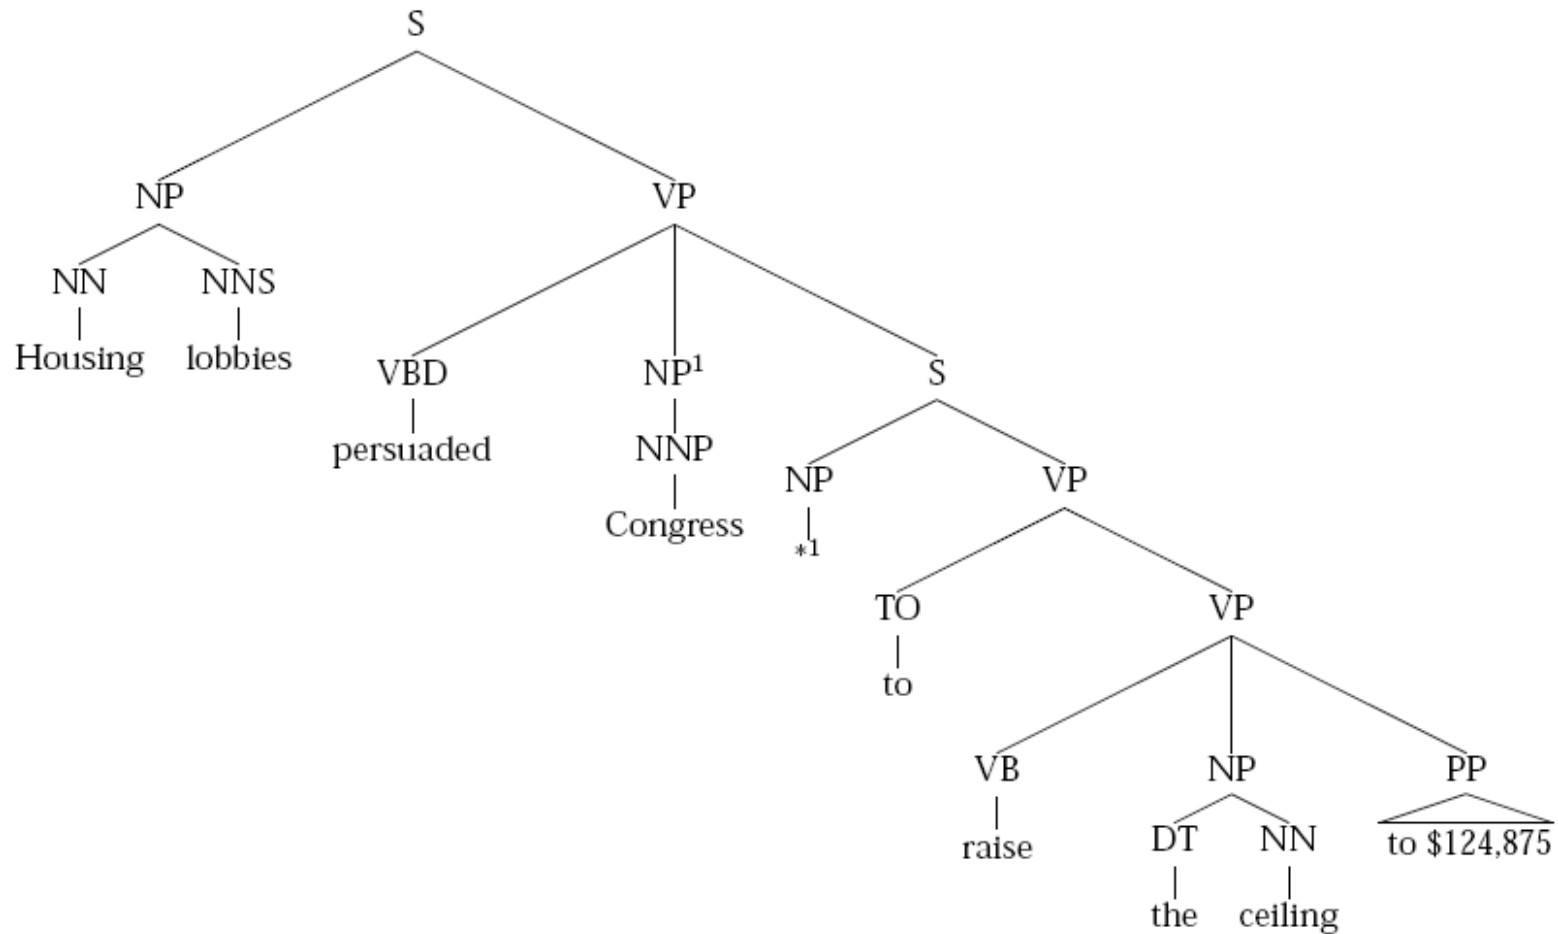 S
NP VP
NN NNS
Housing lobbies
VBD NP¹ S
persuaded NNP
Congress
NP VP
*¹
TO VP
to
VB NP PP
raise DT NN to $124,875
the ceiling